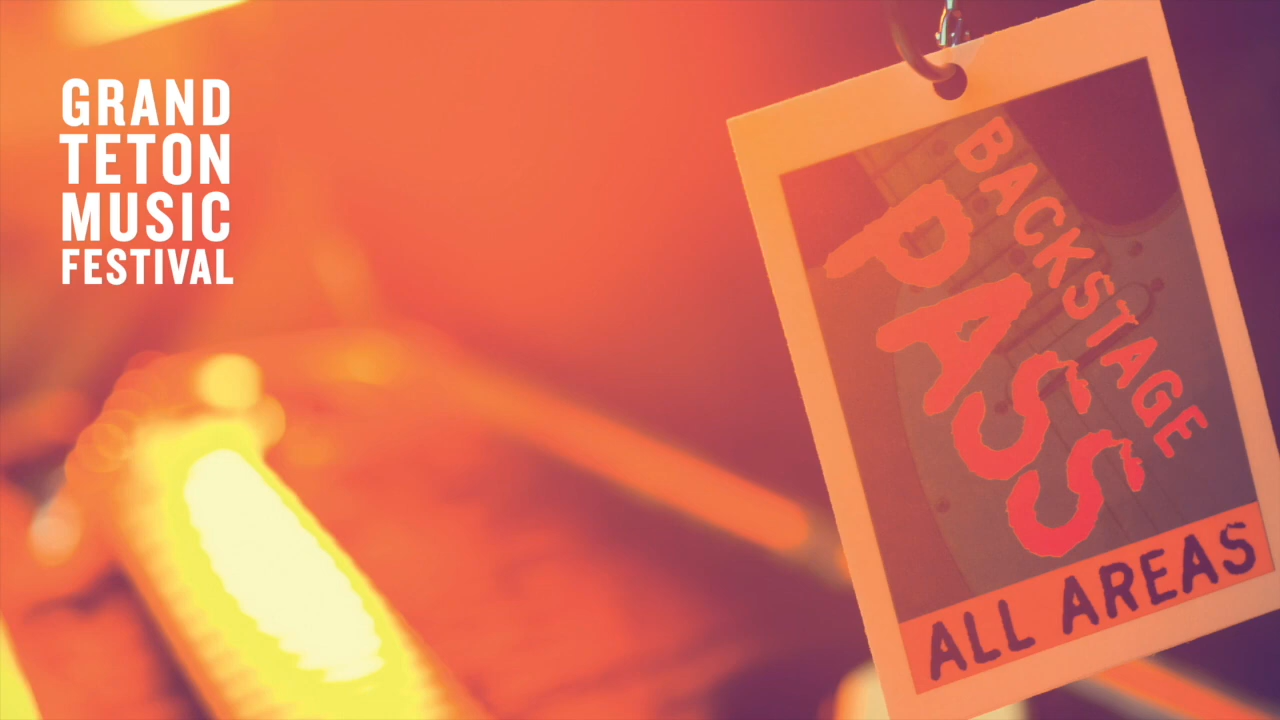 GRAND
TETON
MUSIC
FESTIVAL
BACKSTAGE
PASS
ALL AREAS